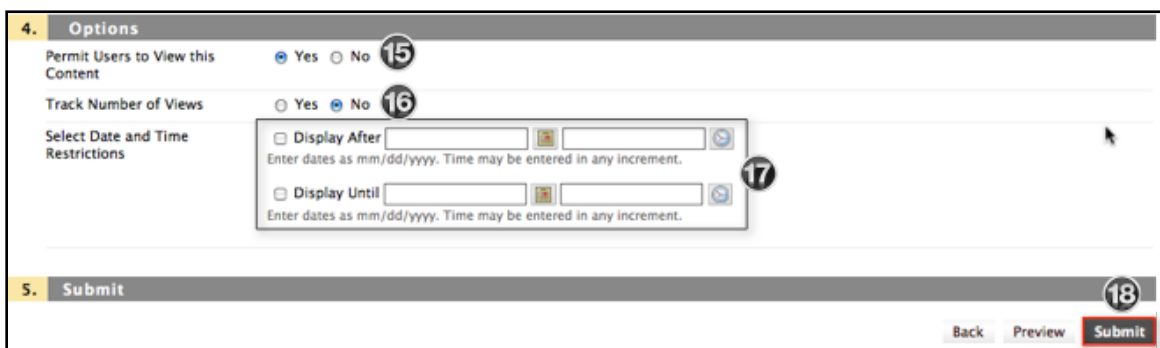 4. Options
Permit Users to View this Content
Yes No 15
Track Number of Views
Yes No 16
Select Date and Time Restrictions
Display After
Enter dates as mm/dd/yyyy. Time may be entered in any increment.
17
Display Until
Enter dates as mm/dd/yyyy. Time may be entered in any increment.
5. Submit
18
Back Preview Submit